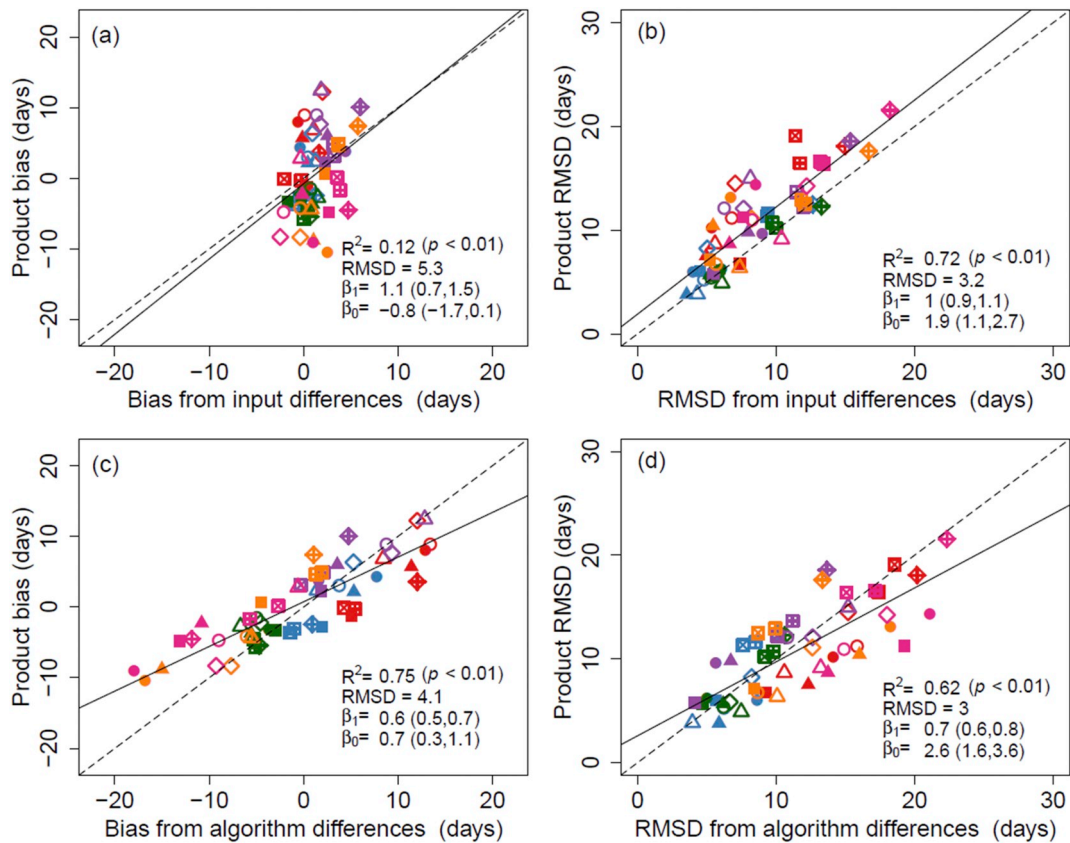 (a)
Product bias (days)
20
10
0
−10
−20
R2= 0.12 (p < 0.01)
RMSD = 5.3
β1= 1.1 (0.7,1.5)
β0= −0.8 (−1.7,0.1)
−20 −10 0 10 20
Bias from input differences (days)
(b)
Product RMSD (days)
30
20
10
0
R2= 0.72 (p < 0.01)
RMSD = 3.2
β1= 1 (0.9,1.1)
β0= 1.9 (1.1,2.7)
0 10 20 30
RMSD from input differences (days)
(c)
Product bias (days)
20
10
0
−10
−20
R2= 0.75 (p < 0.01)
RMSD = 4.1
β1= 0.6 (0.5,0.7)
β0= 0.7 (0.3,1.1)
−20 −10 0 10 20
Bias from algorithm differences (days)
(d)
Product RMSD (days)
30
20
10
0
R2= 0.62 (p < 0.01)
RMSD = 3
β1= 0.7 (0.6,0.8)
β0= 2.6 (1.6,3.6)
0 10 20 30
RMSD from algorithm differences (days)